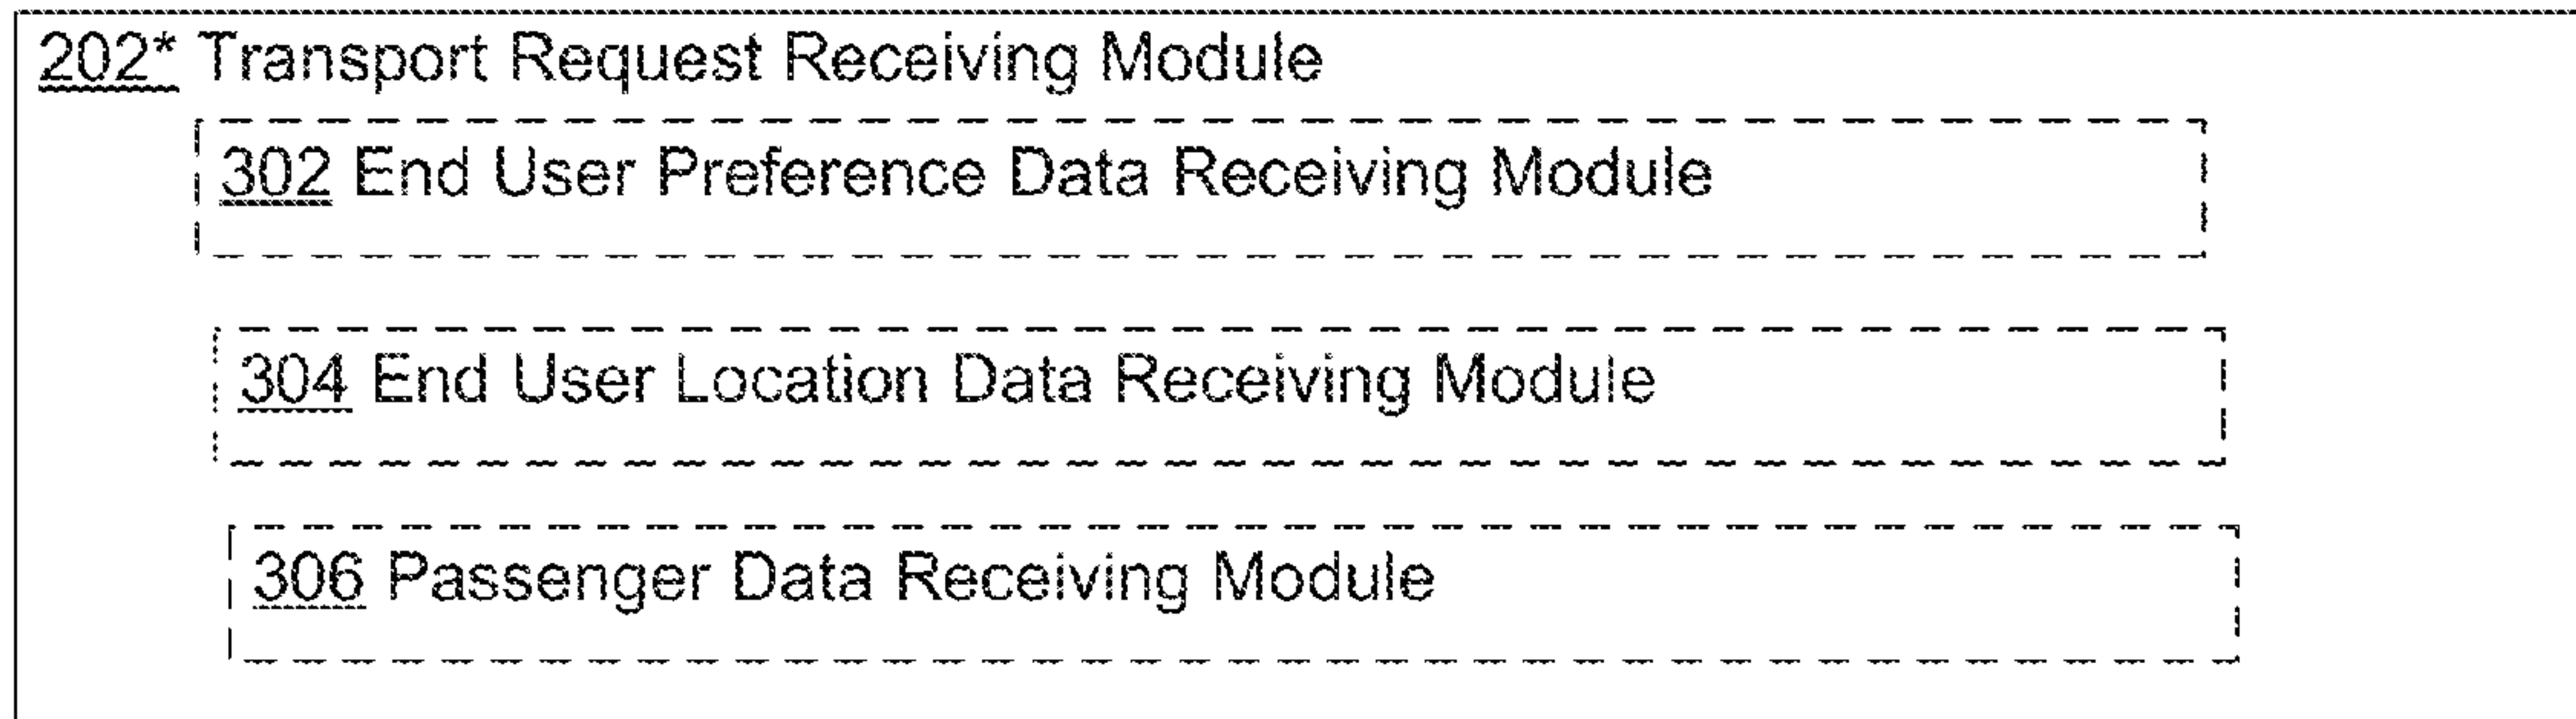 202* Transport Request Receiving Module
302 End User Preference Data Receiving Module
304 End User Location Data Receiving Module
306 Passenger Data Receiving Module